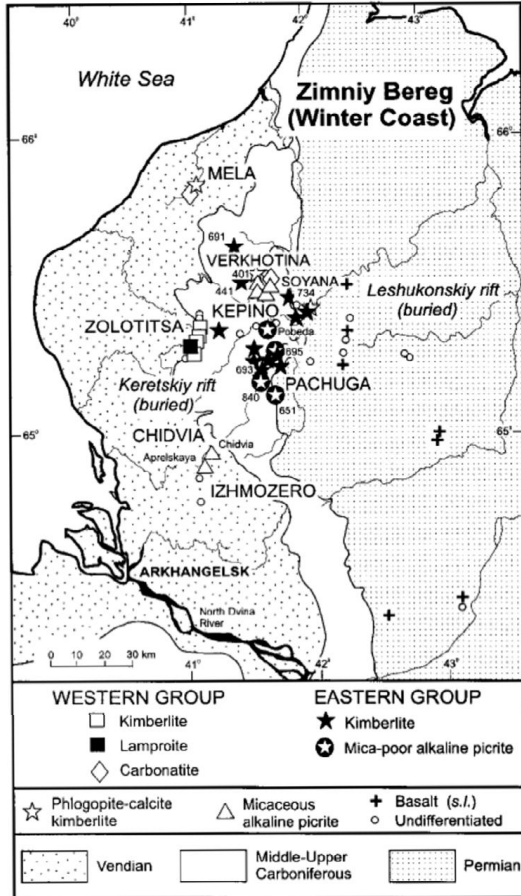 40°
41°
42°
43°
White Sea
Zimniy Bereg
(Winter Coast)
66°
66°
MELA
691
VERKHOTINA
401
441
SOYANA
734
Leshukonskiy rift
(buried)
KEPINO
ZOLOTITSA
Pobeda
695
Keretskiy rift
(buried)
693
PACHUGA
840
651
65°
65°
CHIDVIA
Chidvia
Aprelskaya
IZHMOZERO
ARKHANGELSK
North Dvina
River
0 10 20 30 km
41°
42°
43°
WESTERN GROUP
Kimberlite
Lamproite
Carbonatite
EASTERN GROUP
Kimberlite
Mica-poor alkaline picrite
Phlogopite-calcite
kimberlite
Micaceous
alkaline picrite
Basalt (s.l.)
Undifferentiated
Vendian
Middle-Upper
Carboniferous
Permian